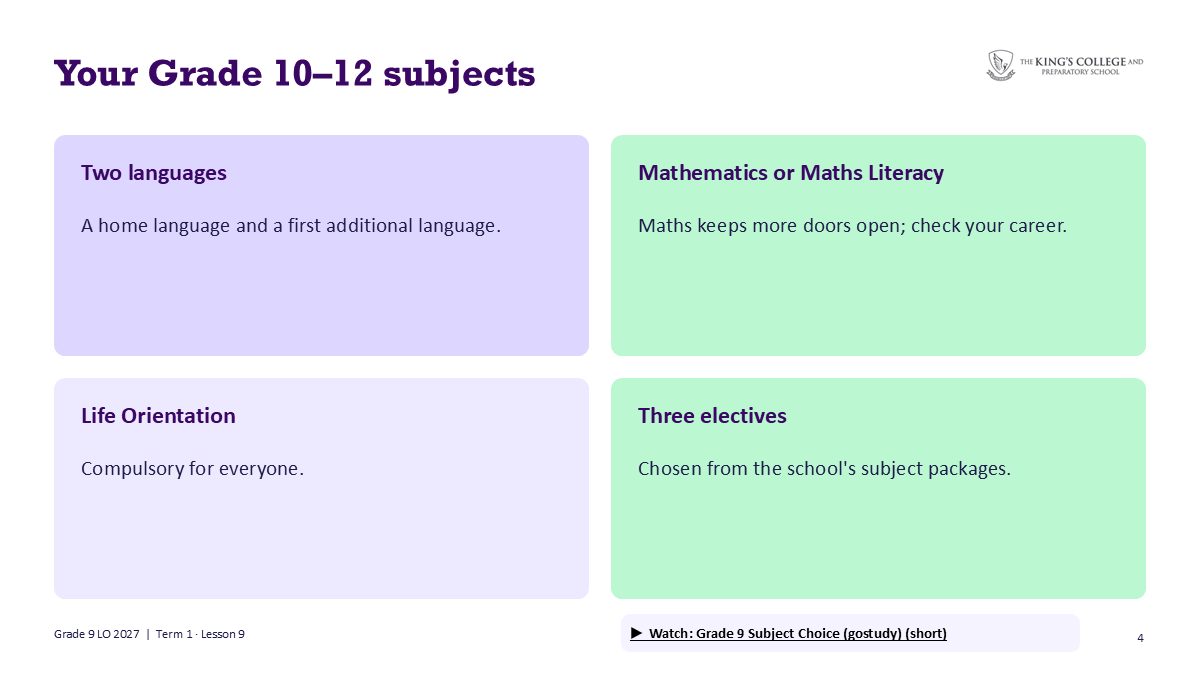 Your Grade 10–12 subjects
THE KING'S COLLEGE AND
PREPARATORY SCHOOL
Two languages
A home language and a first additional language.
Mathematics or Maths Literacy
Maths keeps more doors open; check your career.
Life Orientation
Compulsory for everyone.
Three electives
Chosen from the school's subject packages.
Grade 9 LO 2027 | Term 1 · Lesson 9
▶ Watch: Grade 9 Subject Choice (gostudy) (short)
4